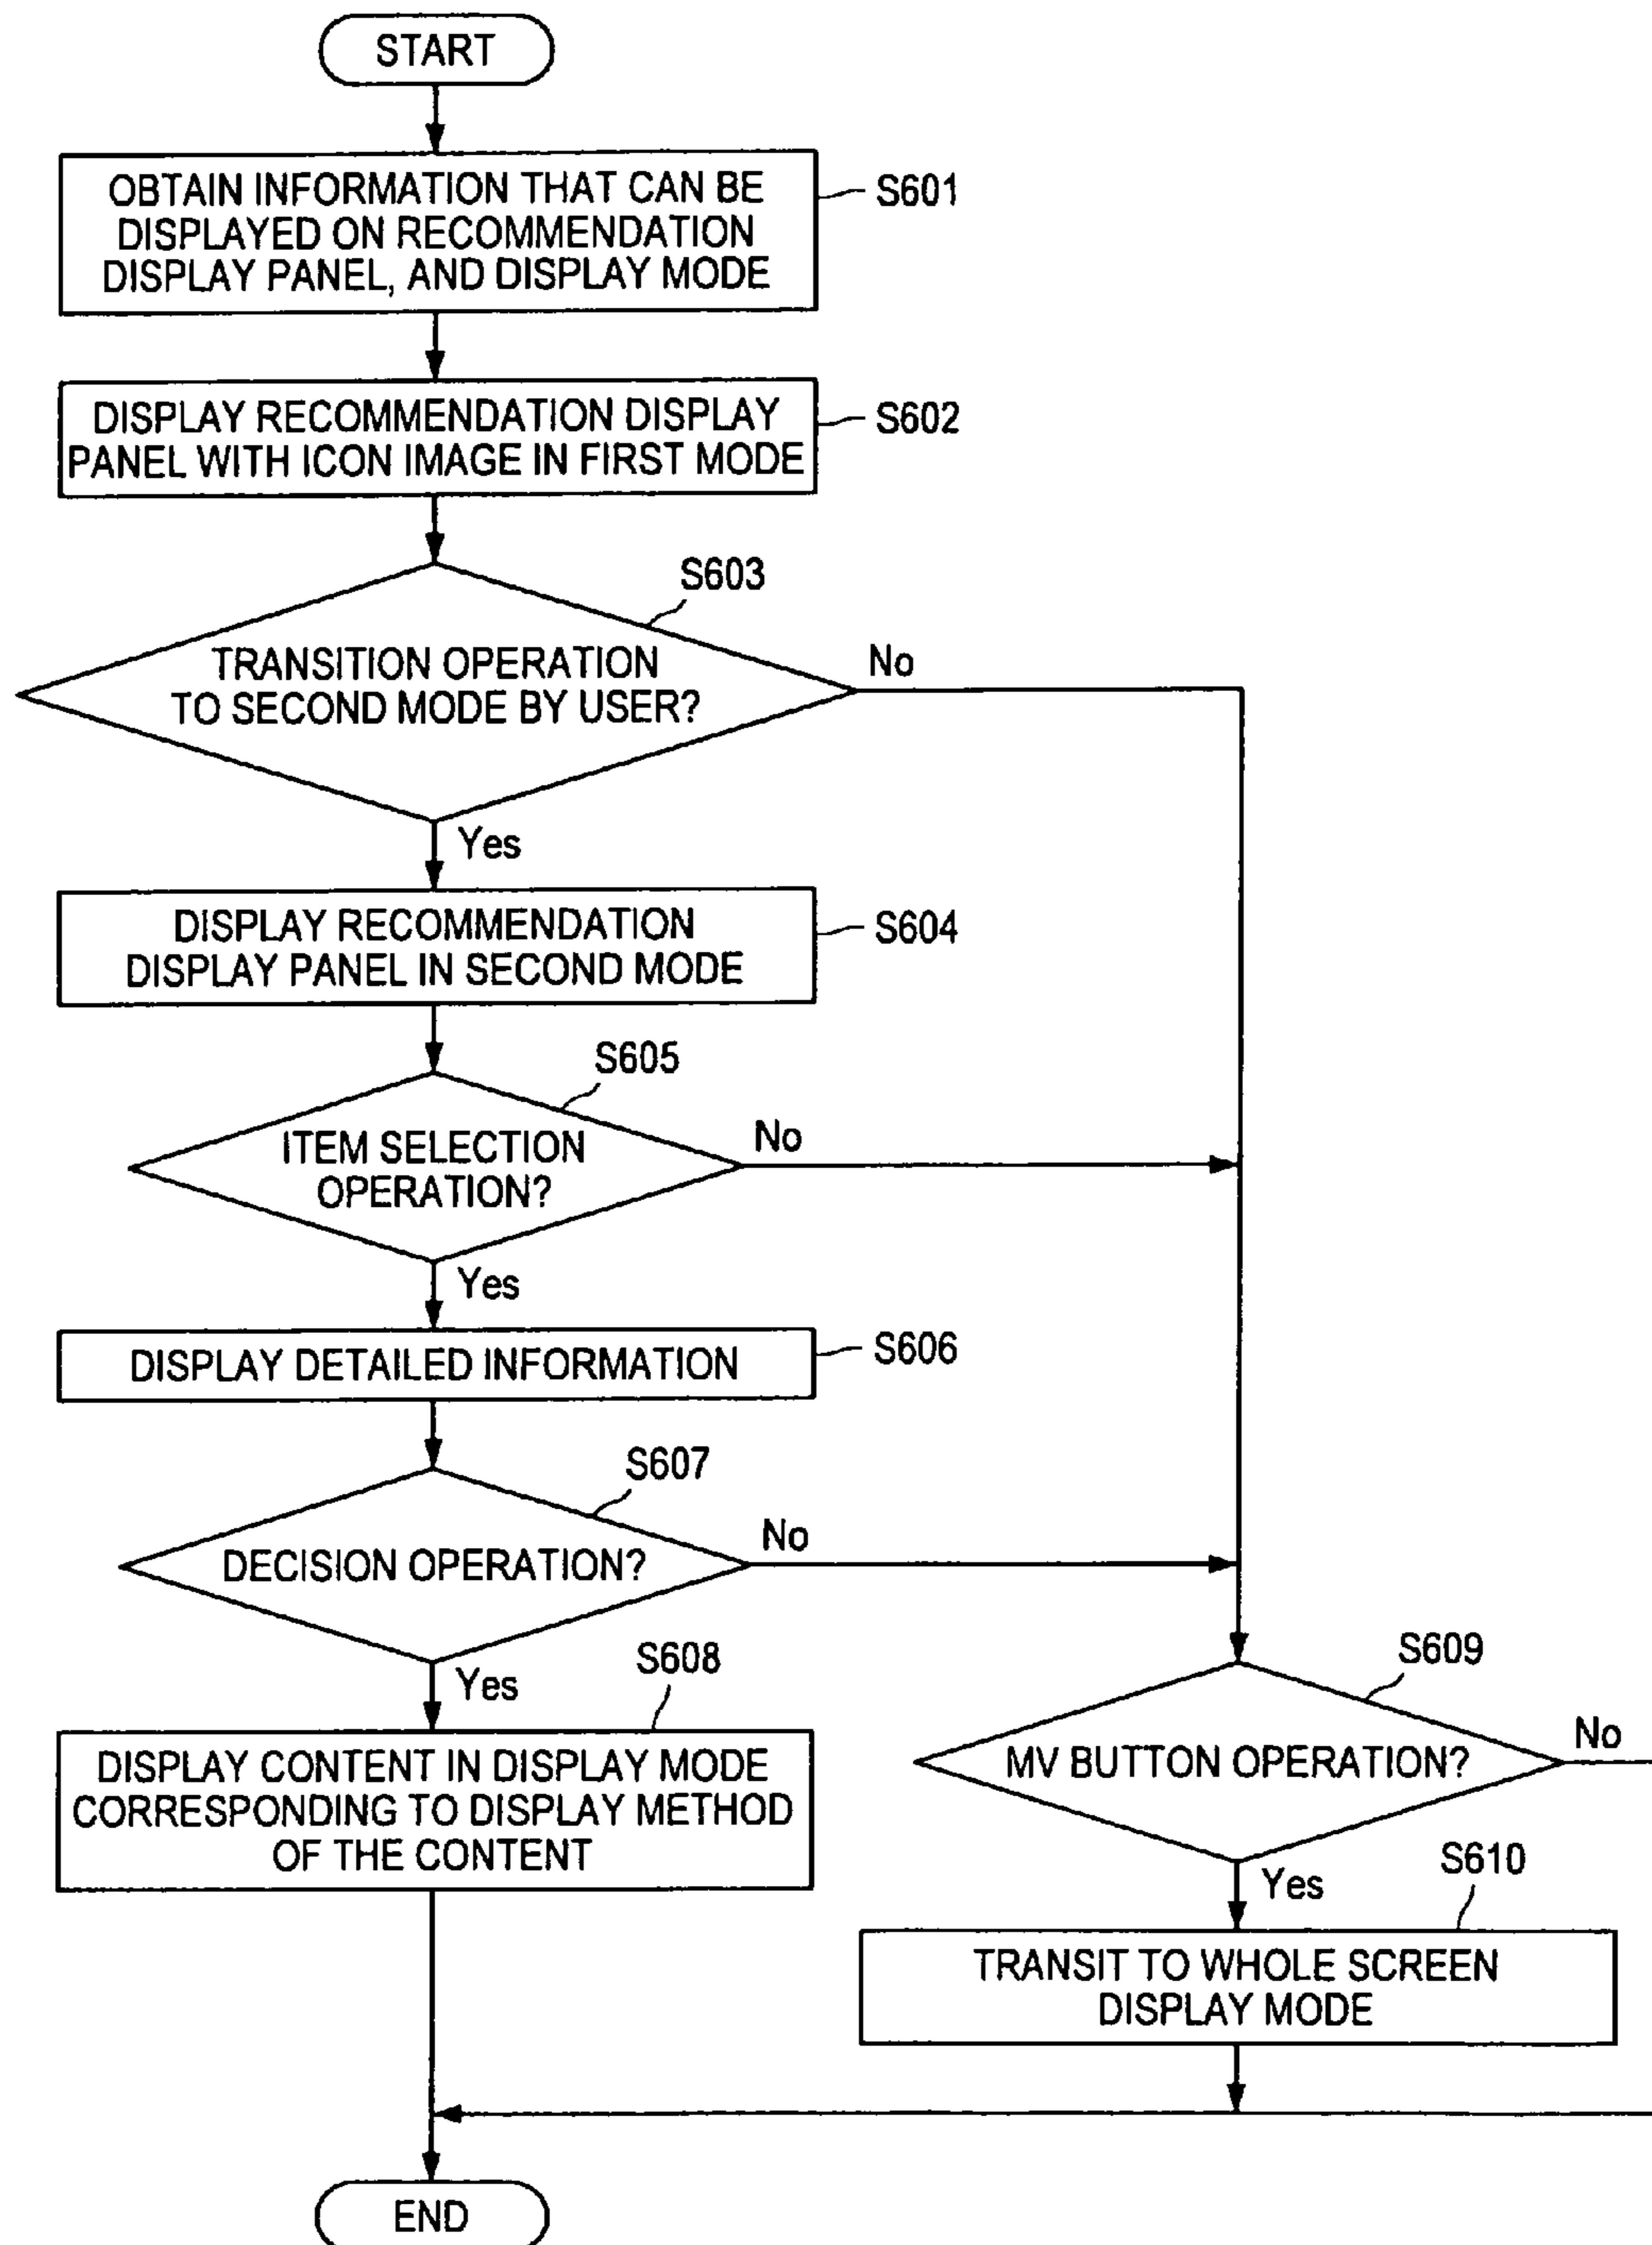 START
OBTAIN INFORMATION THAT CAN BE
DISPLAYED ON RECOMMENDATION
DISPLAY PANEL, AND DISPLAY MODE
S601
DISPLAY RECOMMENDATION DISPLAY
PANEL WITH ICON IMAGE IN FIRST MODE
S602
S603
TRANSITION OPERATION
TO SECOND MODE BY USER?
No
Yes
DISPLAY RECOMMENDATION
DISPLAY PANEL IN SECOND MODE
S604
S605
ITEM SELECTION
OPERATION?
No
Yes
DISPLAY DETAILED INFORMATION
S606
S607
DECISION OPERATION?
No
Yes
S608
DISPLAY CONTENT IN DISPLAY MODE
CORRESPONDING TO DISPLAY METHOD
OF THE CONTENT
S609
MV BUTTON OPERATION?
No
Yes
S610
TRANSIT TO WHOLE SCREEN
DISPLAY MODE
END